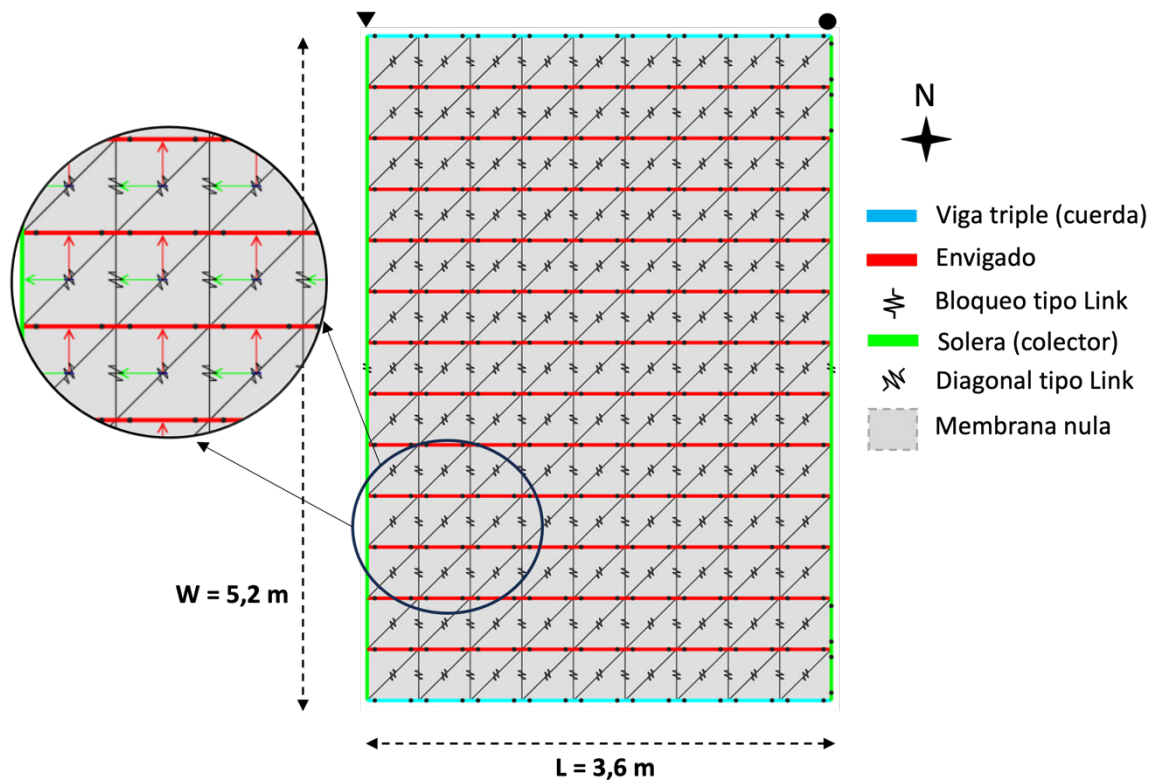 N
Viga triple (cuerda)
Envigado
Bloqueo tipo Link
Solera (colector)
Diagonal tipo Link
Membrana nula
W = 5,2 m
L = 3,6 m